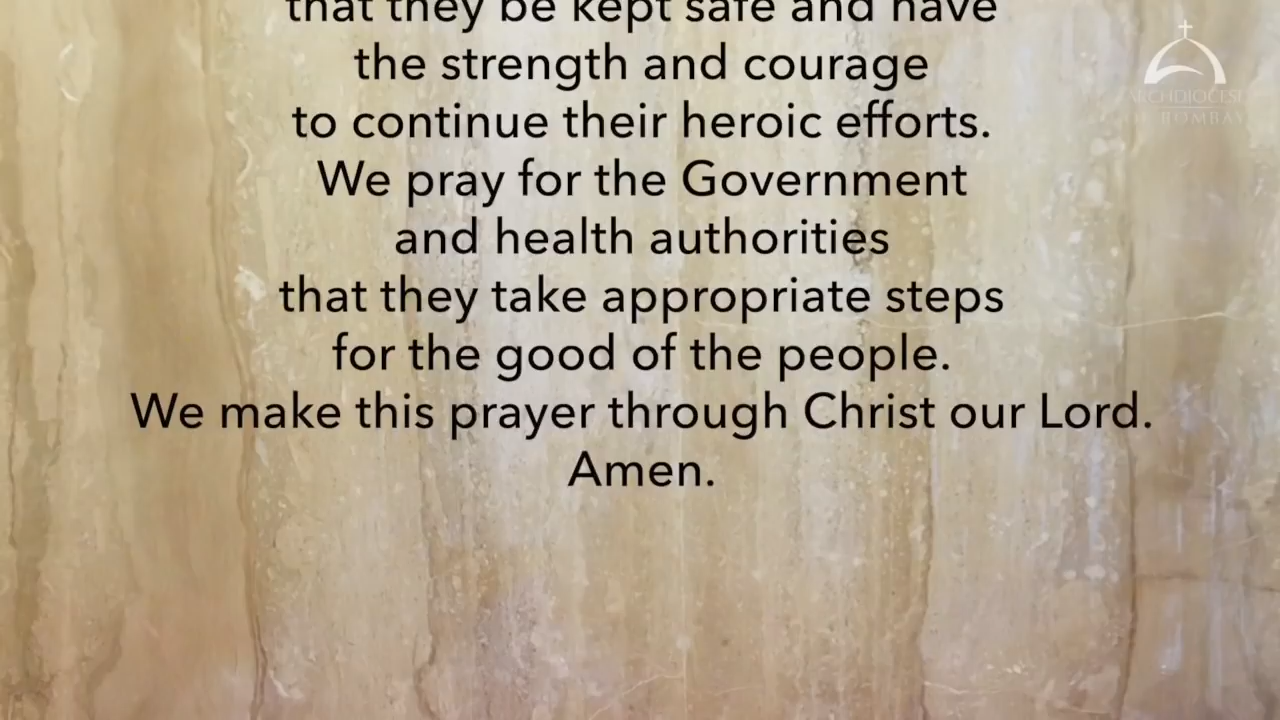 that they be kept safe and have
the strength and courage
to continue their heroic efforts.
We pray for the Government
and health authorities
that they take appropriate steps
for the good of the people.
We make this prayer through Christ our Lord.
Amen.
ARCHDIOCESE
OF BOMBAY